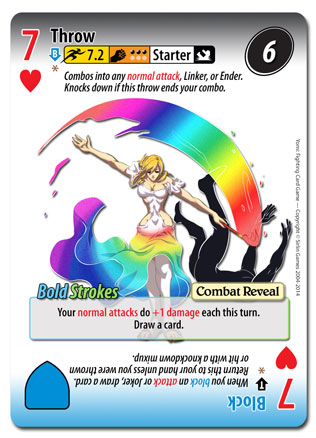 7 Throw
B 7.2 Starter 6
* Combos into any normal attack, Linker, or Ender.
Knocks down if this throw ends your combo.
Yomi Fighting Card Game — Copyright © Sirlin Games 2004-2014
Bold Strokes
Combat Reveal
Your normal attacks do +1 damage each this turn.
Draw a card.
7 Block
When you block an attack or Joker, draw a card.
* Return this to your hand unless you were thrown
or hit with a knockdown mixup.